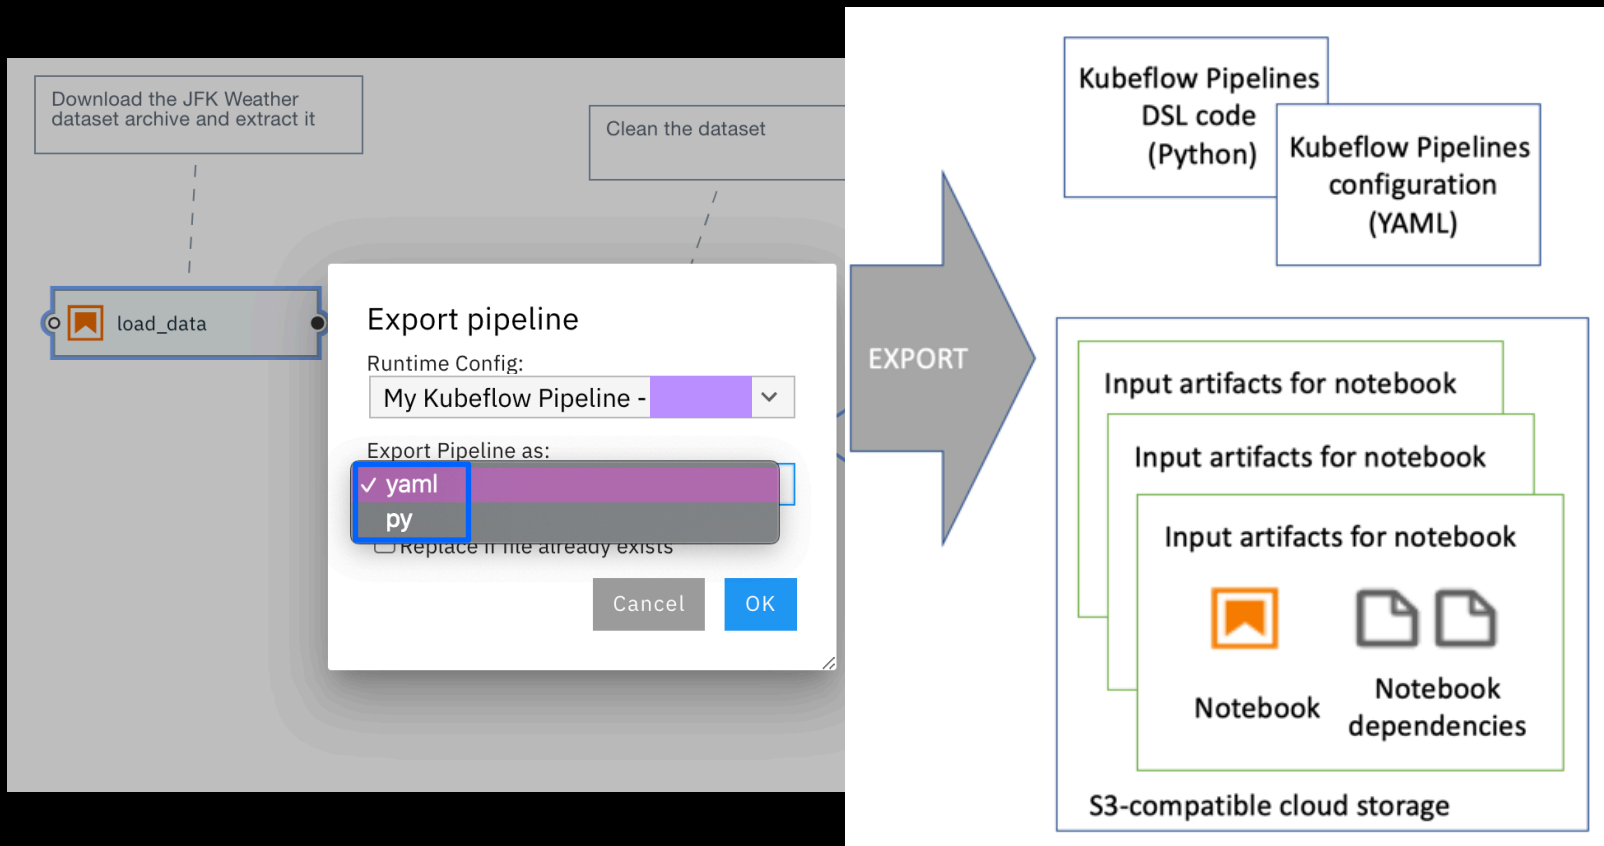 Download the JFK Weather
dataset archive and extract it
Clean the dataset
load_data
Export pipeline
Runtime Config:
My Kubeflow Pipeline -
Export Pipeline as:
✓ yaml
py
Replace if file already exists
Cancel
OK
EXPORT
Kubeflow Pipelines
DSL code
(Python)
Kubeflow Pipelines
configuration
(YAML)
Input artifacts for notebook
Input artifacts for notebook
Input artifacts for notebook
Notebook
Notebook
dependencies
S3-compatible cloud storage